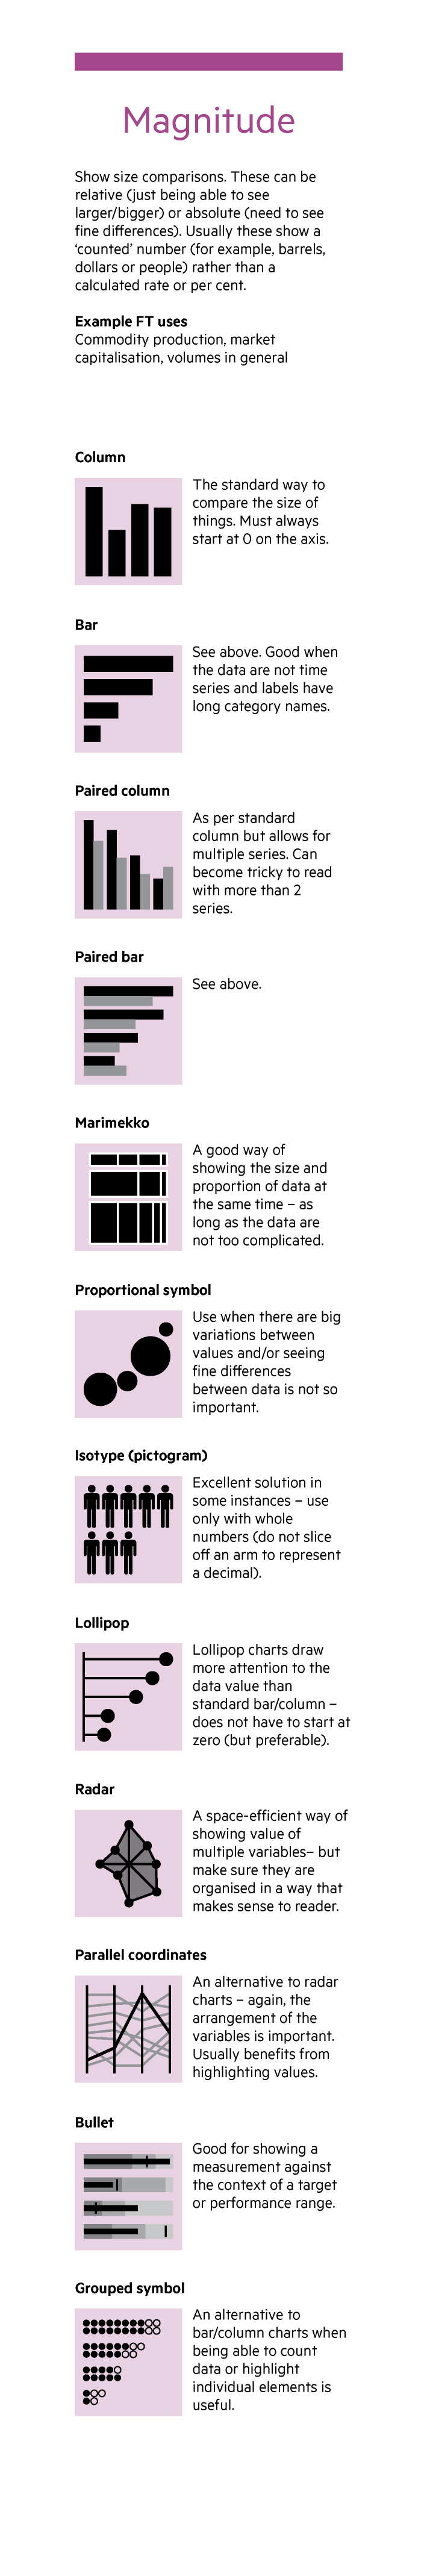 Magnitude
Show size comparisons. These can be
relative (just being able to see
larger/bigger) or absolute (need to see
fine differences). Usually these show a
‘counted’ number (for example, barrels,
dollars or people) rather than a
calculated rate or per cent.
Example FT uses
Commodity production, market
capitalisation, volumes in general
Column
The standard way to
compare the size of
things. Must always
start at 0 on the axis.
Bar
See above. Good when
the data are not time
series and labels have
long category names.
Paired column
As per standard
column but allows for
multiple series. Can
become tricky to read
with more than 2
series.
Paired bar
See above.
Marimekko
A good way of
showing the size and
proportion of data at
the same time – as
long as the data are
not too complicated.
Proportional symbol
Use when there are big
variations between
values and/or seeing
fine differences
between data is not so
important.
Isotype (pictogram)
Excellent solution in
some instances – use
only with whole
numbers (do not slice
off an arm to represent
a decimal).
Lollipop
Lollipop charts draw
more attention to the
data value than
standard bar/column –
does not have to start at
zero (but preferable).
Radar
A space-efficient way of
showing value of
multiple variables– but
make sure they are
organised in a way that
makes sense to reader.
Parallel coordinates
An alternative to radar
charts – again, the
arrangement of the
variables is important.
Usually benefits from
highlighting values.
Bullet
Good for showing a
measurement against
the context of a target
or performance range.
Grouped symbol
An alternative to
bar/column charts when
being able to count
data or highlight
individual elements is
useful.